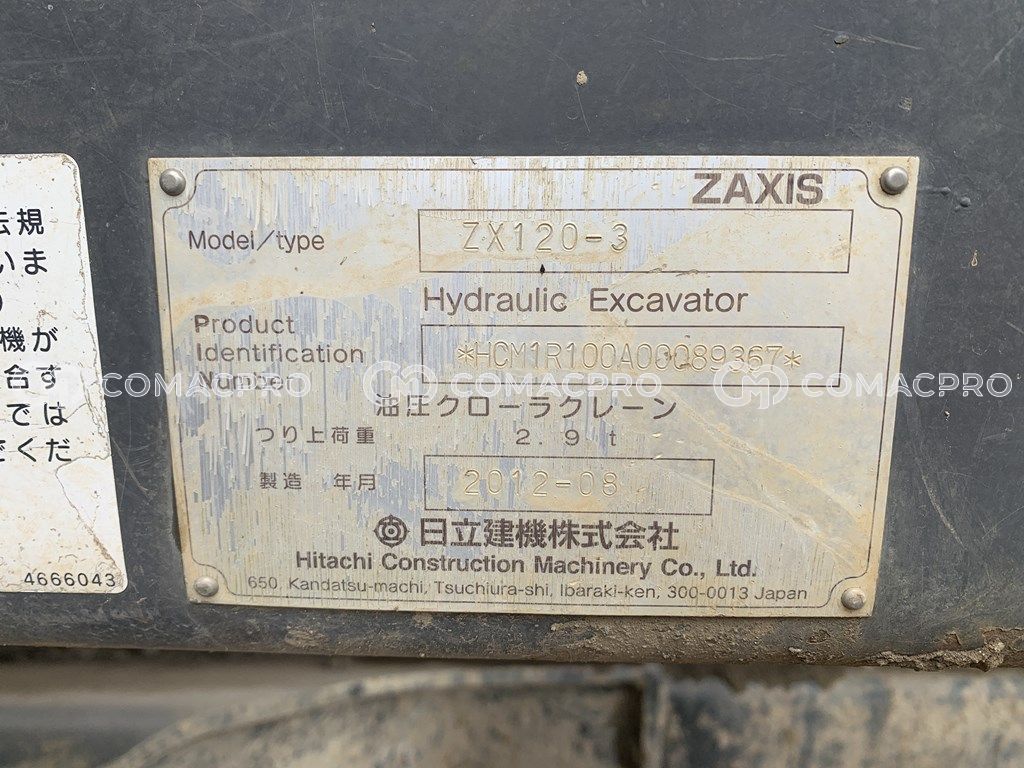 去規
いま
の
機が
合す
では
でくだ
4666043
ZAXIS
Model/type ZX120-3
Hydraulic Excavator
Product
Identification
Number
*HCM1R100A00089367*
COMACPRO COMACPRO COMACPRO
油圧クローラクレーン
つり上荷重 2.9 t
製造 年月 2012-08
日立建機株式会社
Hitachi Construction Machinery Co., Ltd.
650, Kandatsu-machi, Tsuchiura-shi, Ibaraki-ken, 300-0013 Japan